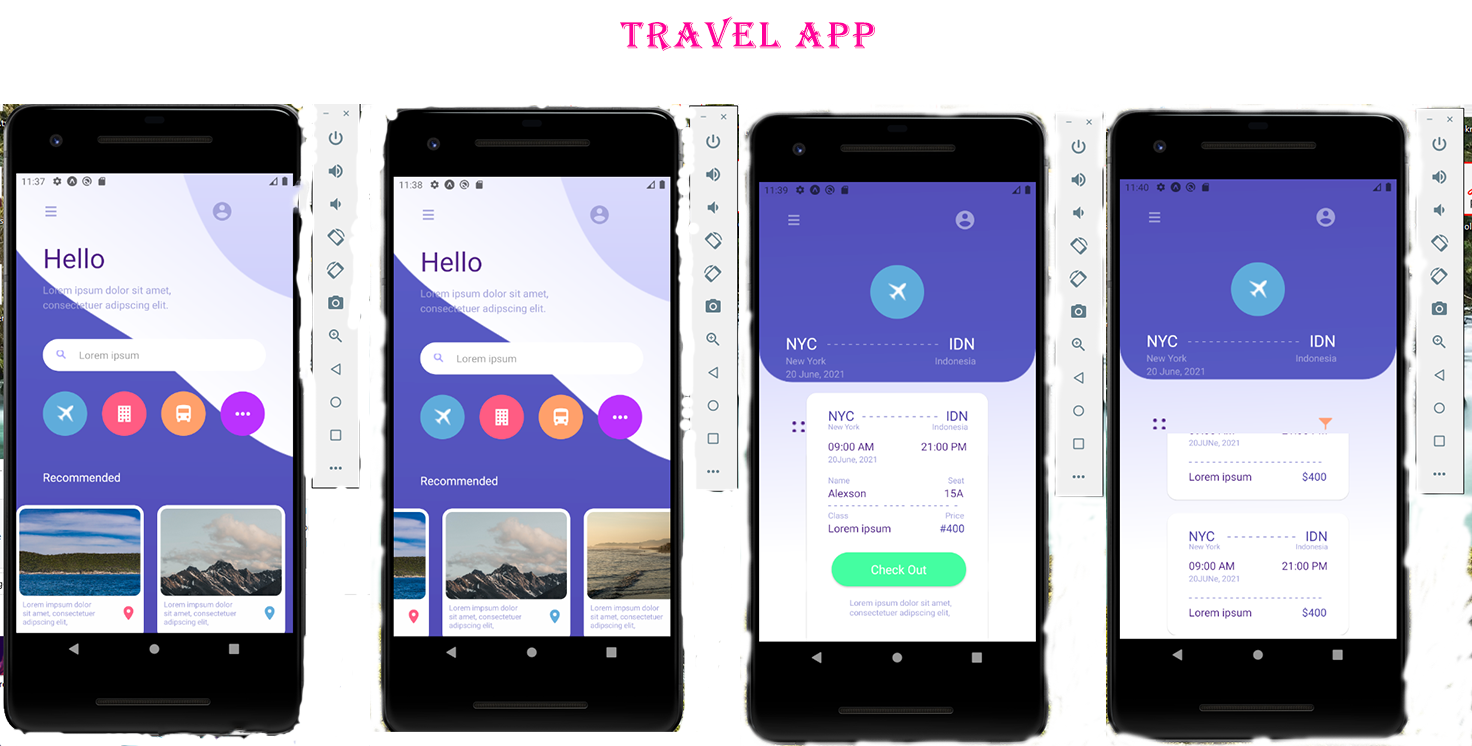 TRAVEL APP
11:37
Hello
Lorem ipsum dolor sit amet,
consectetuer adipscing elit.
Lorem ipsum
Recommended
Lorem impsum dolor
sit amet, consectetuer
adipscing elit,
Lorem impsum dolor
sit amet, consectetuer
adipscing elit,
11:38
Hello
Lorem ipsum dolor sit amet,
consectetuer adipscing elit.
Lorem ipsum
Recommended
Lorem impsum dolor
sit amet, consectetuer
adipscing elit,
Lorem impsum dolor
sit amet, consectetuer
adipscing elit,
11:39
NYC IDN
New York Indonesia
20 June, 2021
NYC IDN
New York Indonesia
09:00 AM 21:00 PM
20June, 2021
Name Seat
Alexson 15A
Class Price
Lorem ipsum #400
Check Out
Lorem ipsum dolor sit amet,
consectetuer adipscing elit,
11:40
NYC IDN
New York Indonesia
20 June, 2021
20JUNe, 2021
Lorem ipsum $400
NYC IDN
New York Indonesia
09:00 AM 21:00 PM
20JUNe, 2021
Lorem ipsum $400